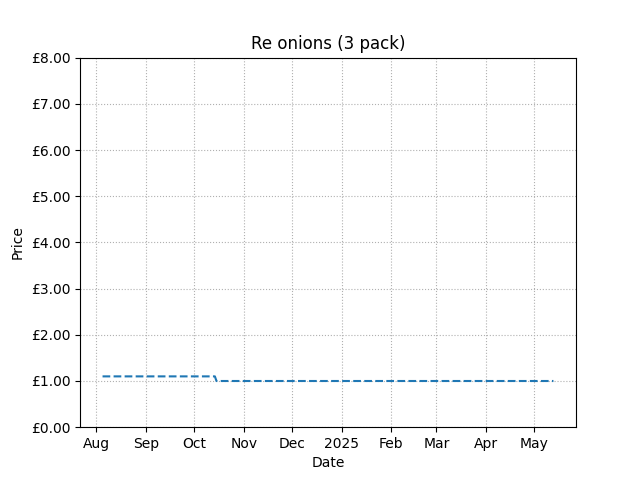 Re onions (3 pack)
£8.00
£7.00
£6.00
£5.00
£4.00
£3.00
£2.00
£1.00
£0.00
Price
Aug Sep Oct Nov Dec 2025 Feb Mar Apr May
Date